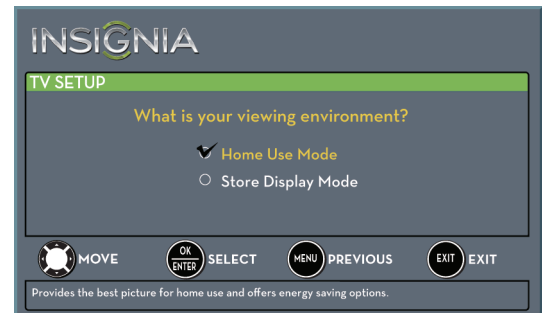 INSIGNIA
TV SETUP
What is your viewing environment?
Home Use Mode
Store Display Mode
MOVE OK ENTER SELECT MENU PREVIOUS EXIT EXIT
Provides the best picture for home use and offers energy saving options.